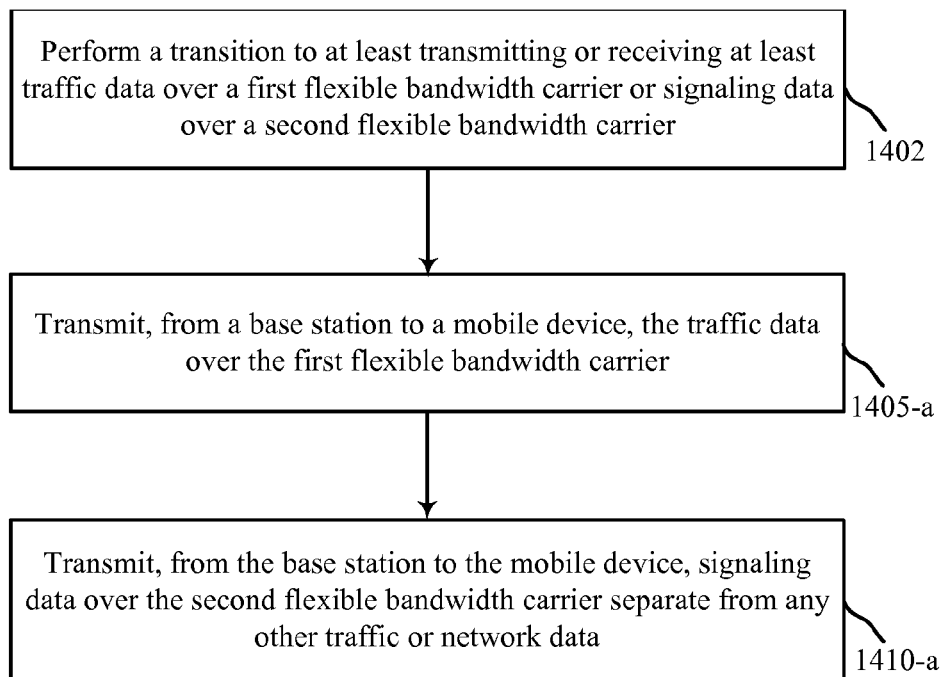 Perform a transition to at least transmitting or receiving at least
traffic data over a first flexible bandwidth carrier or signaling data
over a second flexible bandwidth carrier
1402
Transmit, from a base station to a mobile device, the traffic data
over the first flexible bandwidth carrier
1405-a
Transmit, from the base station to the mobile device, signaling
data over the second flexible bandwidth carrier separate from any
other traffic or network data
1410-a